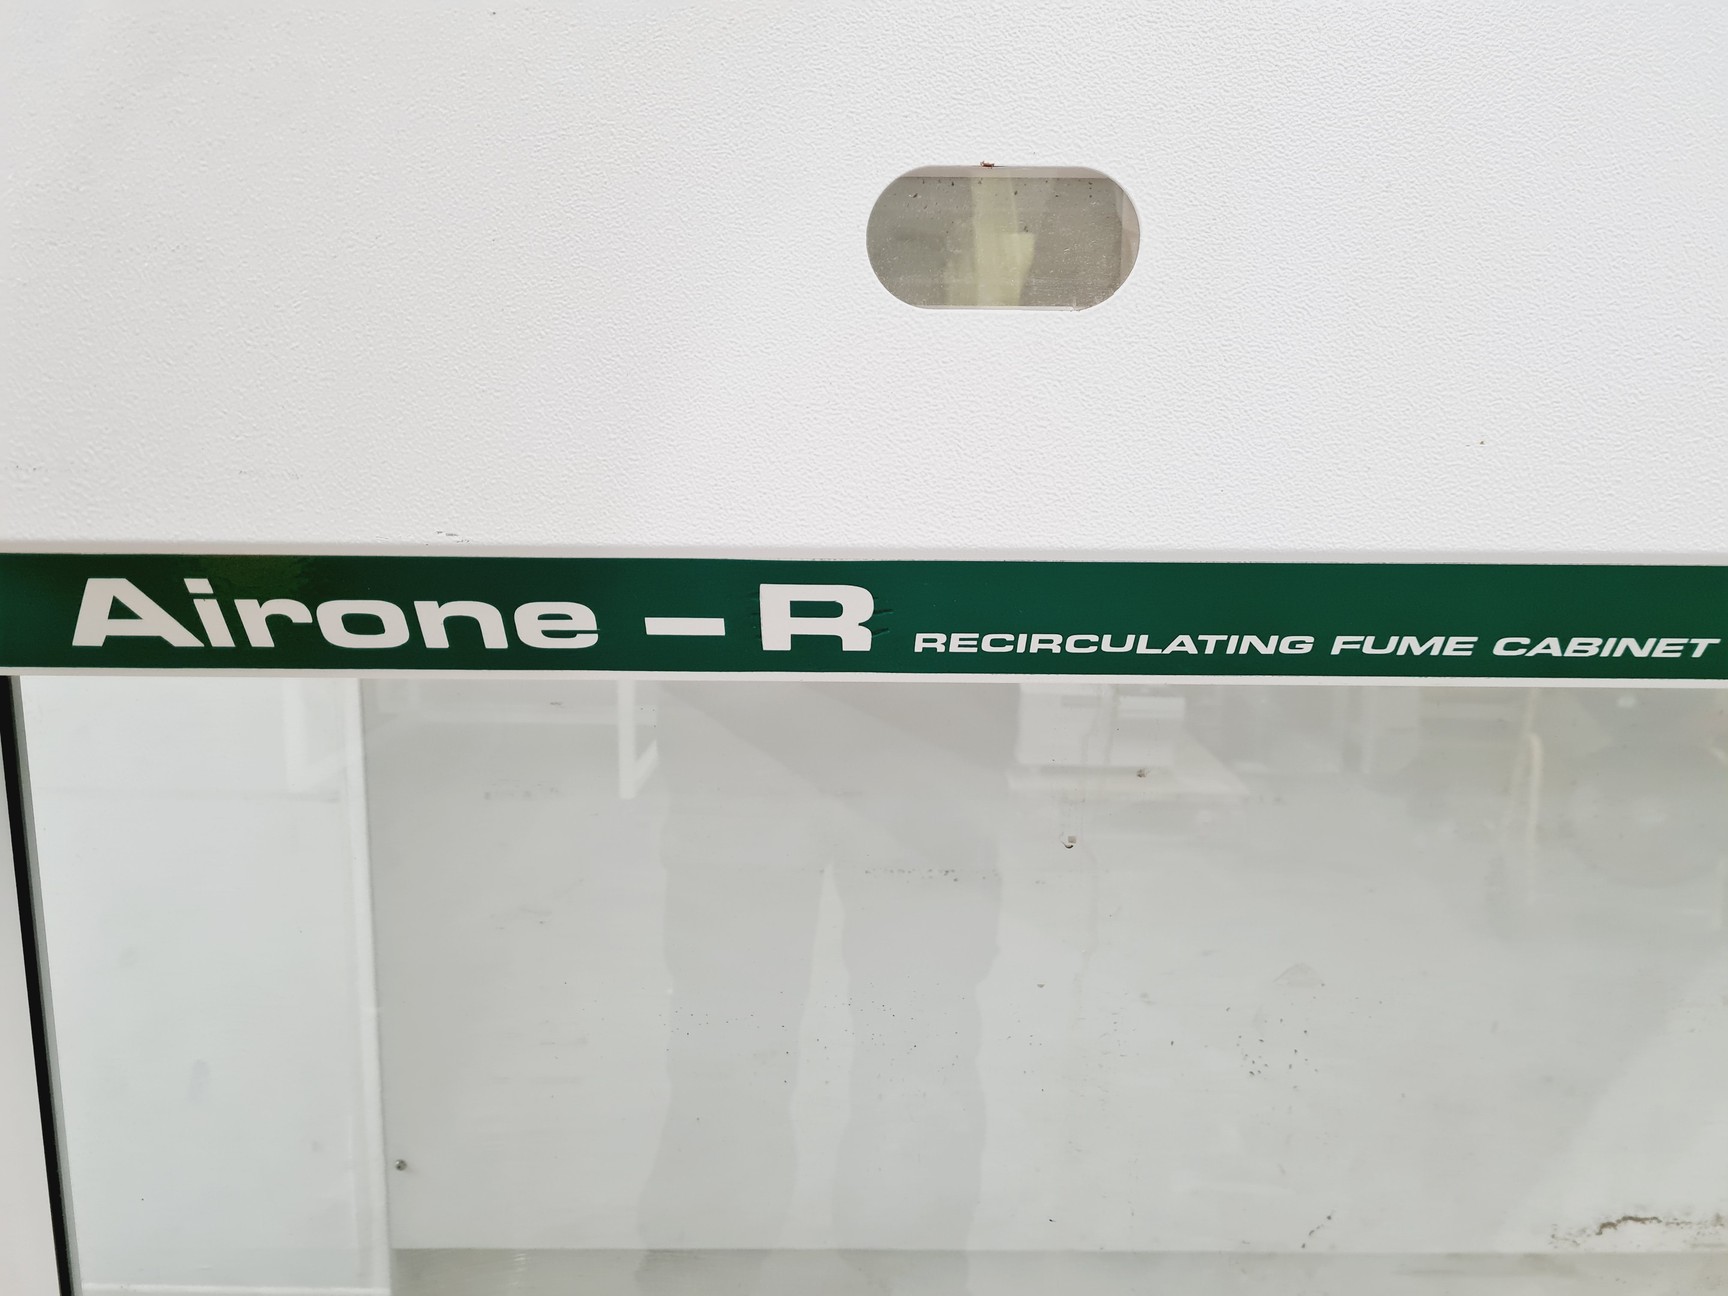 Airone – R RECIRCULATING FUME CABINET